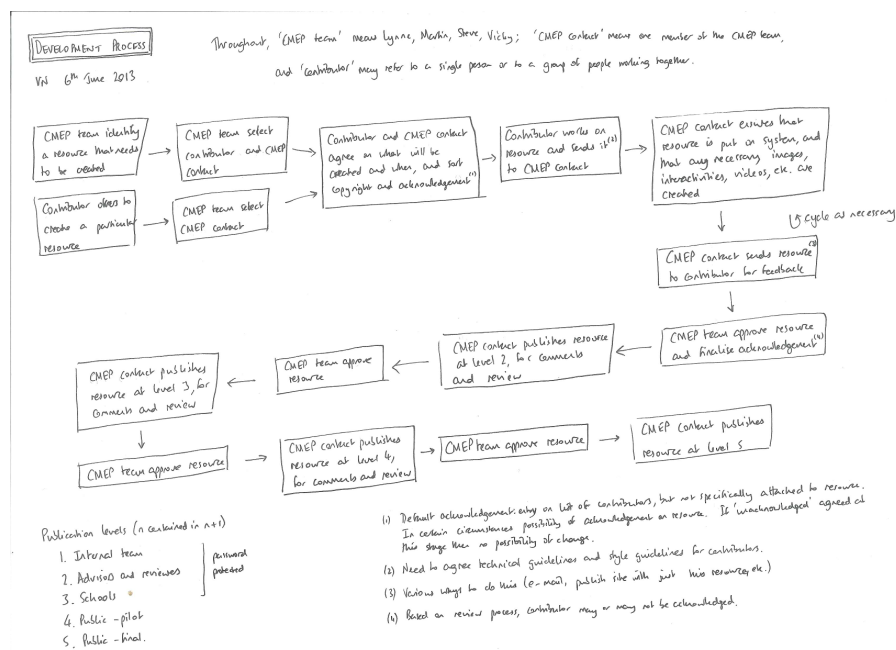 DEVELOPMENT PROCESS
VN 6th June 2013
Throughout, 'CMEP team' means Lynne, Martin, Steve, Vicky; 'CMEP contact' means one member of the CMEP team,
and 'contributor' may refer to a single person or to a group of people working together.
CMEP team identify
a resource that needs
to be created
CMEP team select
contributor and CMEP
contact
Contributor offers to
create a particular
resource
CMEP team select
CMEP contact
Contributor and CMEP contact
agree on what will be
created and when, and sort
copyright and acknowledgement(1)
Contributor works on
resource and sends it(2)
to CMEP contact
CMEP contact ensures that
resource is put on system, and
that any necessary images,
interactivities, videos, etc. are
created
cycle as necessary
CMEP contact sends resource(3)
to contributor for feedback
CMEP team approve resource
and finalise acknowledgement(4)
CMEP contact publishes resource
at level 2, for comments
and review
CMEP team approve
resource
CMEP contact publishes
resource at level 3, for
comments and review
CMEP team approve resource
CMEP contact publishes
resource at level 4,
for comments and review
CMEP team approve resource
CMEP contact publishes
resource at level 5
Publication levels (n contained in n+1)
1. Internal team
2. Advisors and reviewers
3. Schools
4. Public - pilot
5. Public - final.
password
protected
(1) Default acknowledgement: entry on list of contributors, but not specifically attached to resource.
In certain circumstances possibility of acknowledgement on resource. If 'unacknowledged' agreed at
this stage then no possibility of change.
(2) Need to agree technical guidelines and style guidelines for contributors.
(3) Various ways to do this (e-mail, publish site with just this resource, etc.)
(4) Based on review process, contributor may or may not be acknowledged.